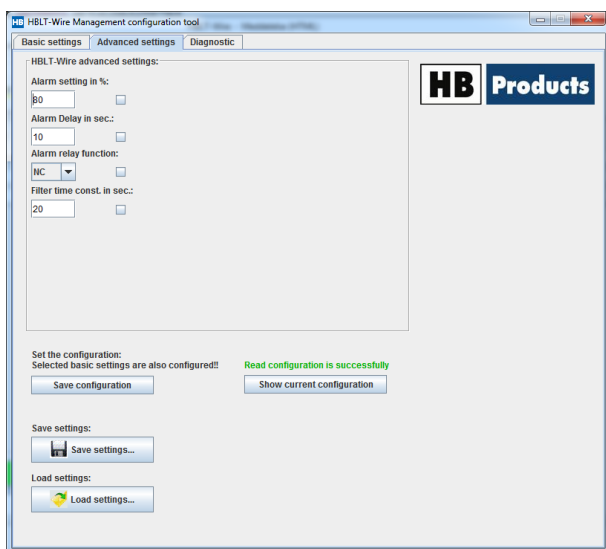 HB HBLT-Wire Management configuration tool
Basic settings Advanced settings Diagnostic
HBLT-Wire advanced settings:
Alarm setting in %:
80
Alarm Delay in sec.:
10
Alarm relay function:
NC
Filter time const. in sec.:
20
HB Products
Set the configuration:
Selected basic settings are also configured!!
Read configuration is successfully
Save configuration
Show current configuration
Save settings:
Save settings...
Load settings:
Load settings...